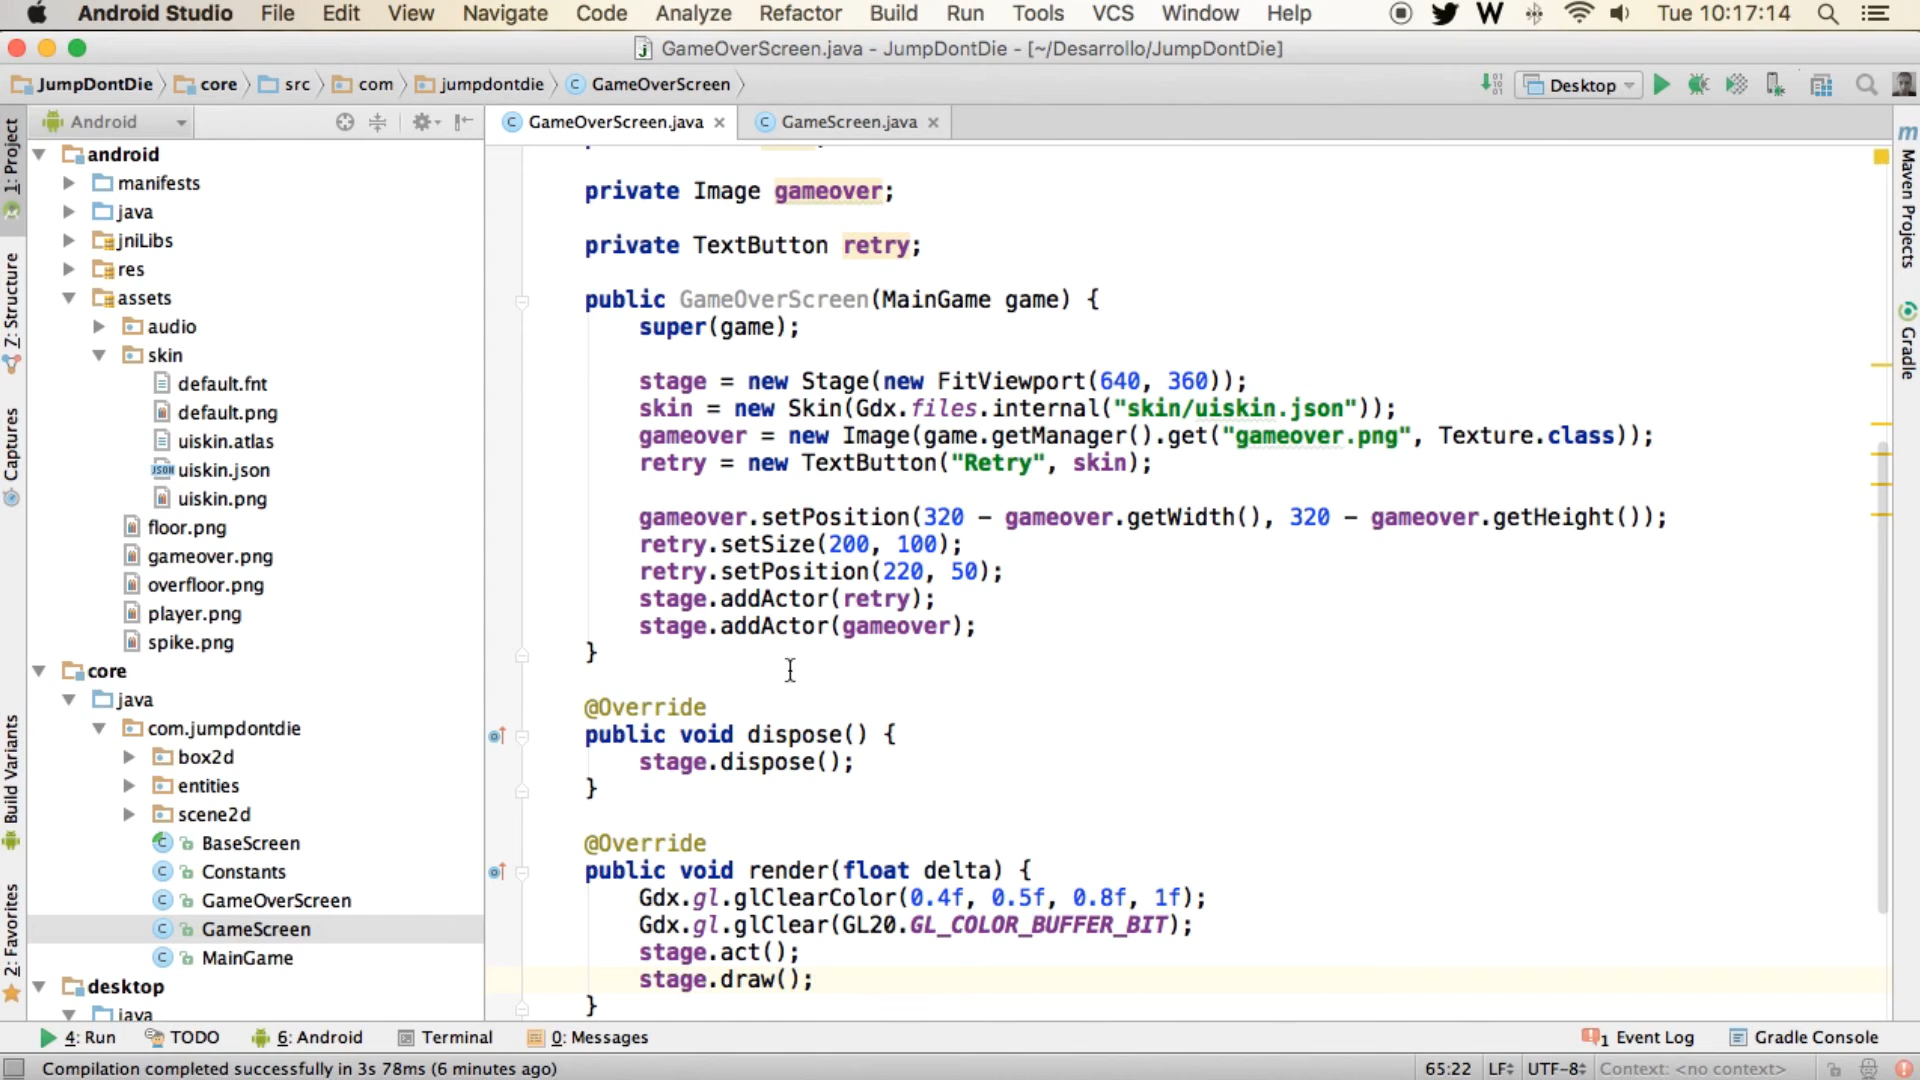 Android Studio File Edit View Navigate Code Analyze Refactor Build Run Tools VCS Window Help W Tue 10:17:14
GameOverScreen.java - JumpDontDie - [~/Desarrollo/JumpDontDie]
JumpDontDie core src com jumpdontdie GameOverScreen Desktop
Android
GameOverScreen.java GameScreen.java
1: Project
Z: Structure
Captures
Build Variants
2: Favorites
android
manifests
java
jniLibs
res
assets
audio
skin
default.fnt
default.png
uiskin.atlas
uiskin.json
uiskin.png
floor.png
gameover.png
overfloor.png
player.png
spike.png
core
java
com.jumpdontdie
box2d
entities
scene2d
BaseScreen
Constants
GameOverScreen
GameScreen
MainGame
desktop
java
private Image gameover;
private TextButton retry;
public GameOverScreen(MainGame game) {
super(game);
stage = new Stage(new FitViewport(640, 360));
skin = new Skin(Gdx.files.internal("skin/uiskin.json"));
gameover = new Image(game.getManager().get("gameover.png", Texture.class));
retry = new TextButton("Retry", skin);
gameover.setPosition(320 - gameover.getWidth(), 320 - gameover.getHeight());
retry.setSize(200, 100);
retry.setPosition(220, 50);
stage.addActor(retry);
stage.addActor(gameover);
}
@Override
public void dispose() {
stage.dispose();
}
@Override
public void render(float delta) {
Gdx.gl.glClearColor(0.4f, 0.5f, 0.8f, 1f);
Gdx.gl.glClear(GL20.GL_COLOR_BUFFER_BIT);
stage.act();
stage.draw();
}
Maven Projects
Gradle
4: Run TODO 6: Android Terminal 0: Messages 1 Event Log Gradle Console
Compilation completed successfully in 3s 78ms (6 minutes ago) 65:22 LF UTF-8 Context: <no context>